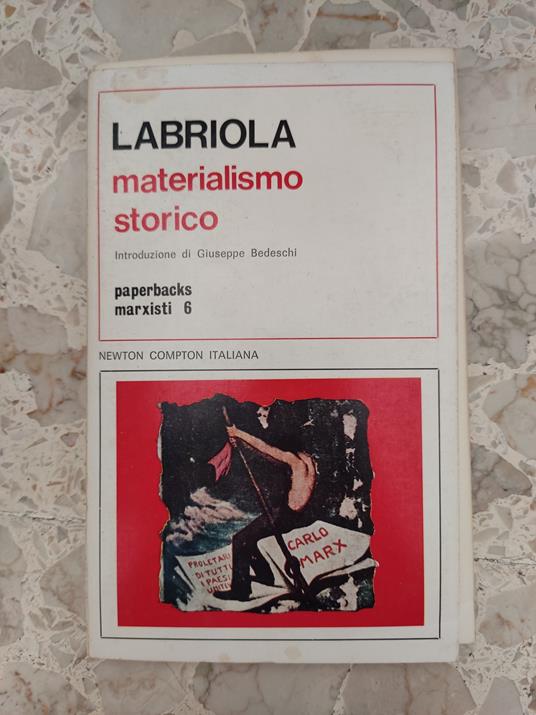 LABRIOLA
materialismo
storico
Introduzione di Giuseppe Bedeschi
paperbacks
marxisti 6
NEWTON COMPTON ITALIANA
CARLO
MARX
PROLETARI
DI TUTTI
I PAESI
UNITEVI